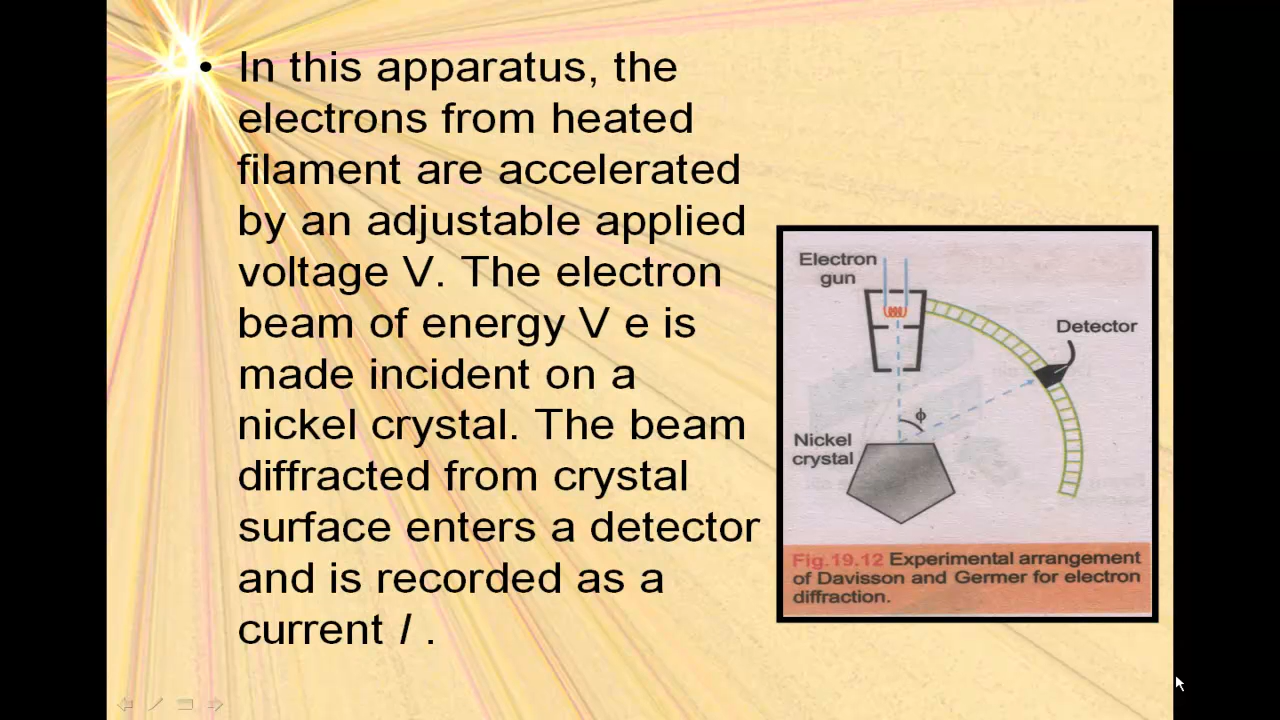 • In this apparatus, the
electrons from heated
filament are accelerated
by an adjustable applied
voltage V. The electron
beam of energy V e is
made incident on a
nickel crystal. The beam
diffracted from crystal
surface enters a detector
and is recorded as a
current I .
Electron
gun
Detector
ϕ
Nickel
crystal
Fig.19.12 Experimental arrangement
of Davisson and Germer for electron
diffraction.